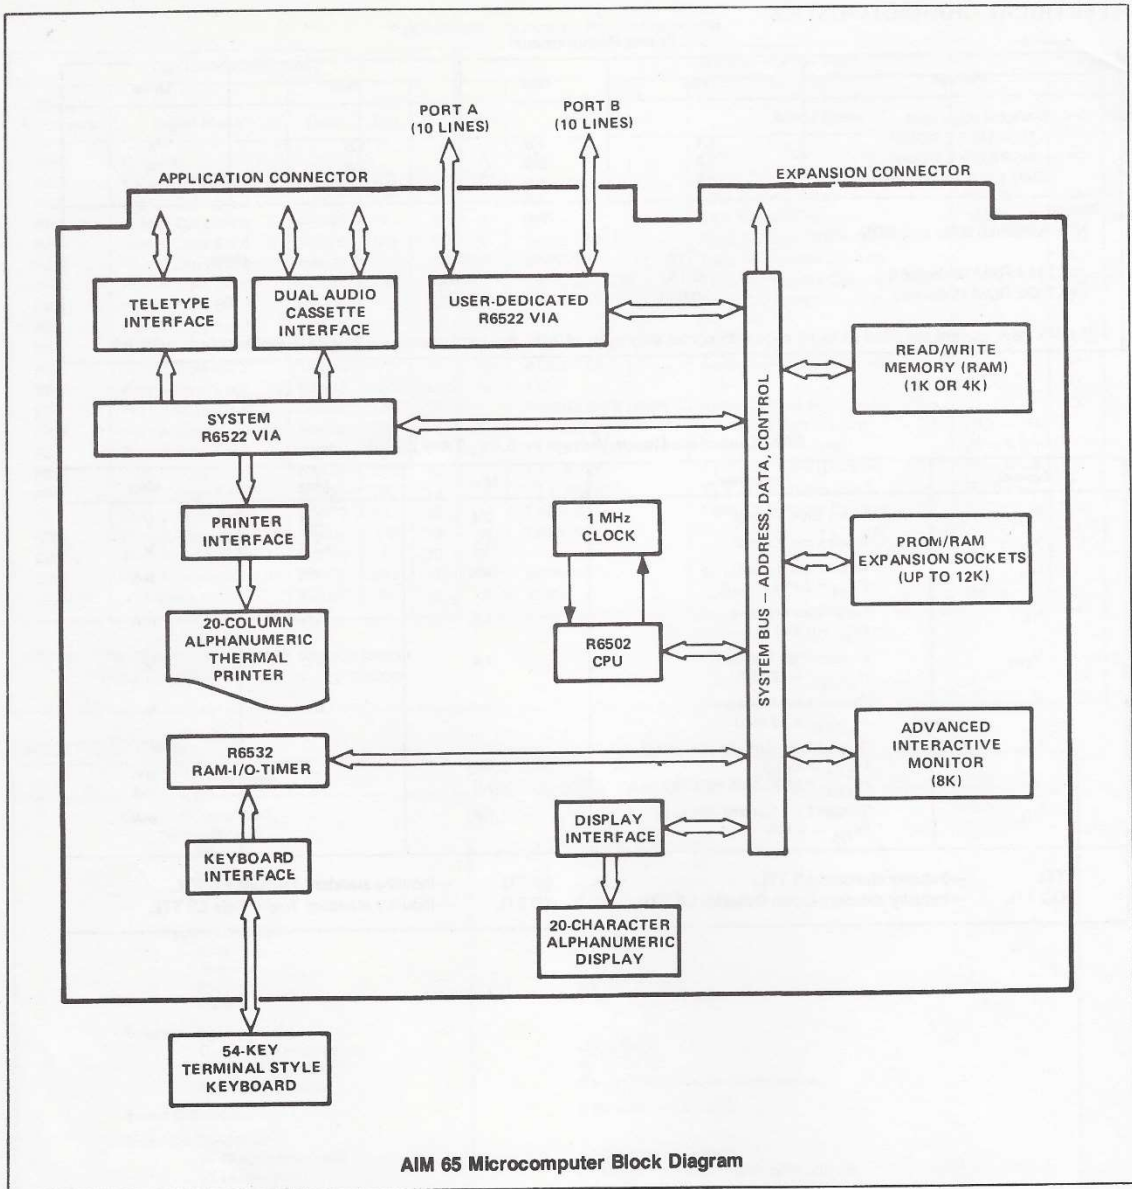 PORT A
(10 LINES)
PORT B
(10 LINES)
APPLICATION CONNECTOR
EXPANSION CONNECTOR
TELETYPE
INTERFACE
DUAL AUDIO
CASSETTE
INTERFACE
USER-DEDICATED
R6522 VIA
READ/WRITE
MEMORY (RAM)
(1K OR 4K)
SYSTEM
R6522 VIA
SYSTEM BUS — ADDRESS, DATA, CONTROL
PRINTER
INTERFACE
1 MHz
CLOCK
PROM/RAM
EXPANSION SOCKETS
(UP TO 12K)
20-COLUMN
ALPHANUMERIC
THERMAL
PRINTER
R6502
CPU
R6532
RAM-I/O-TIMER
ADVANCED
INTERACTIVE
MONITOR
(8K)
DISPLAY
INTERFACE
KEYBOARD
INTERFACE
20-CHARACTER
ALPHANUMERIC
DISPLAY
54-KEY
TERMINAL STYLE
KEYBOARD
AIM 65 Microcomputer Block Diagram